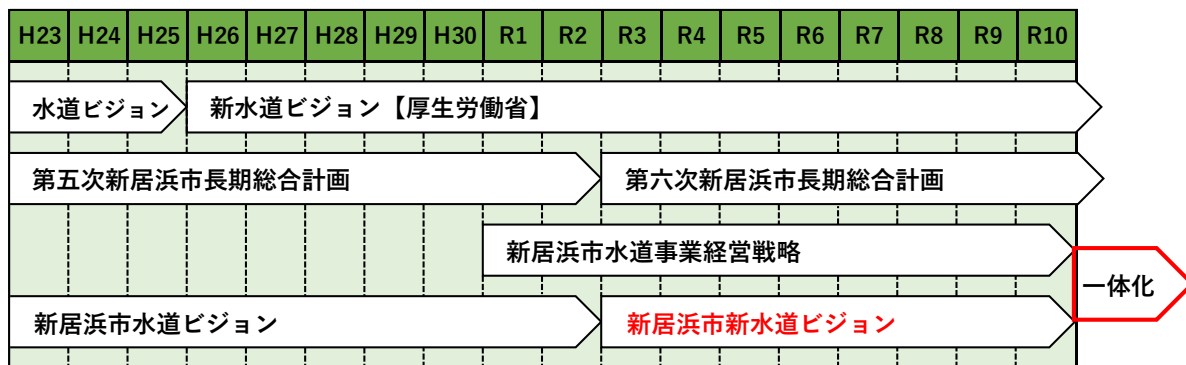 H23 H24 H25 H26 H27 H28 H29 H30 R1 R2 R3 R4 R5 R6 R7 R8 R9 R10
水道ビジョン 新水道ビジョン【厚生労働省】
第五次新居浜市長期総合計画 第六次新居浜市長期総合計画
新居浜市水道事業経営戦略
一体化
新居浜市水道ビジョン 新居浜市新水道ビジョン